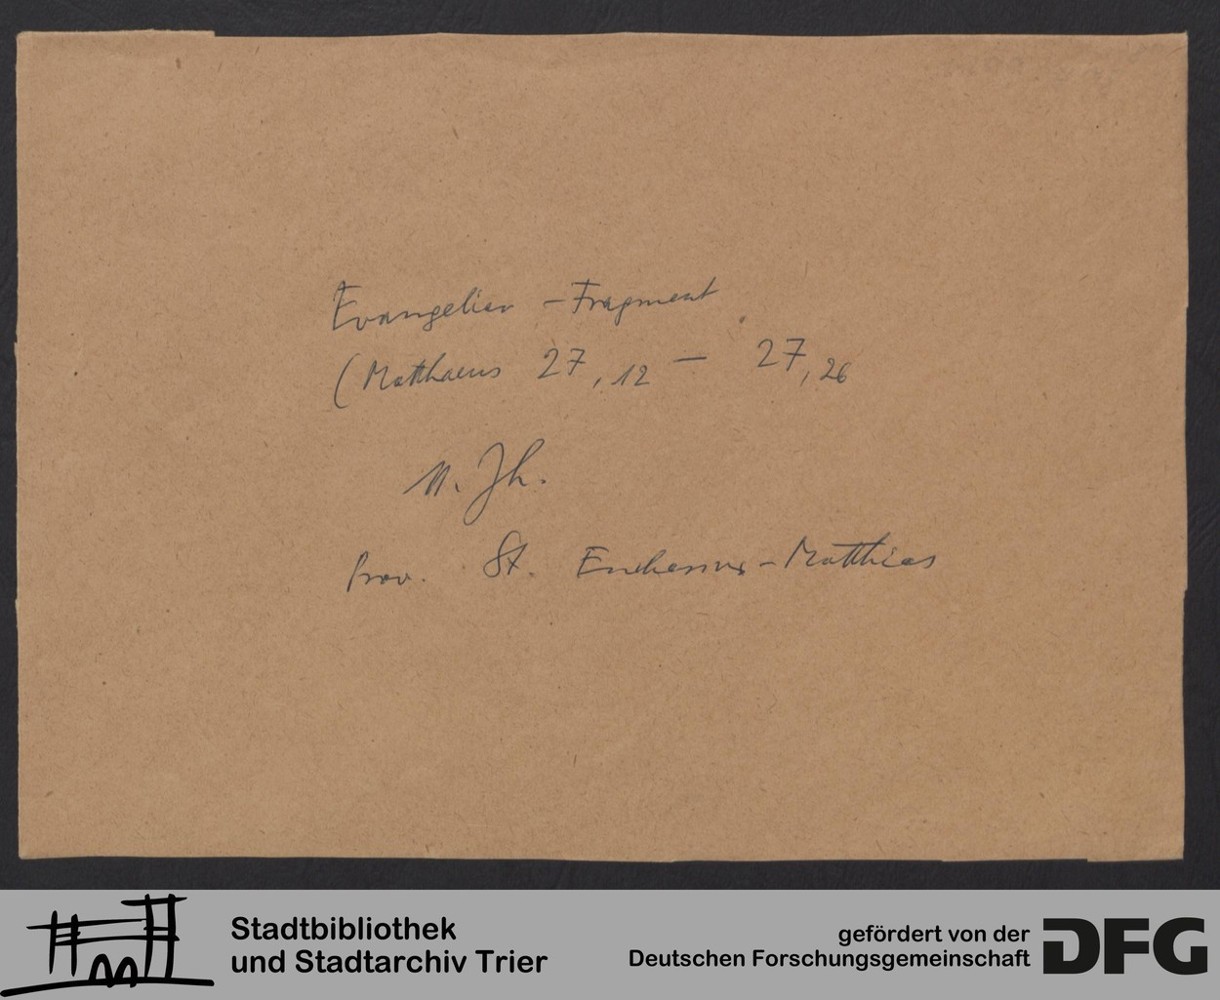 Evangeliar - Fragment
(Matthaeus 27,12 - 27,26
11. Jh.
Prov. St. Eucharius-Matthias
Stadtbibliothek
und Stadtarchiv Trier
gefördert von der
Deutschen Forschungsgemeinschaft
DFG